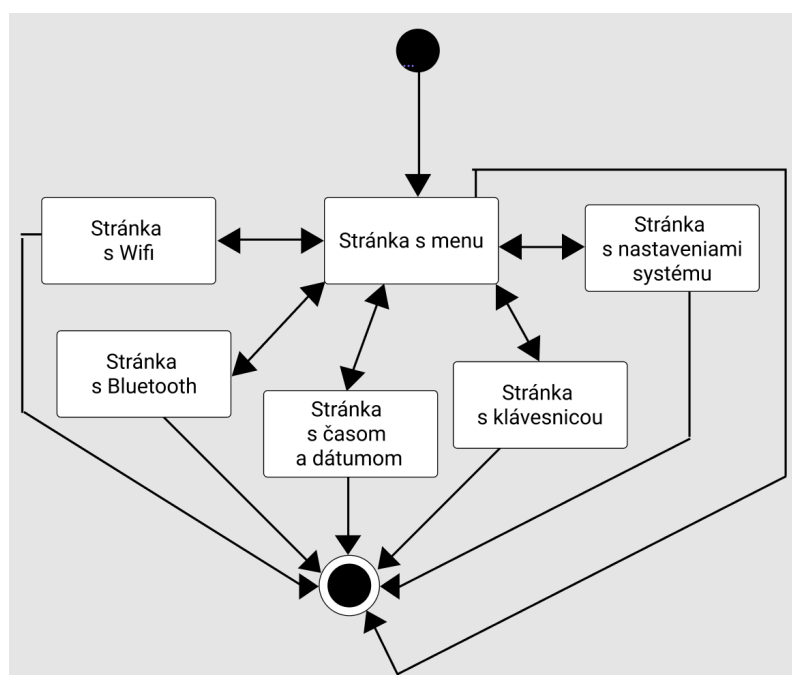 Stránka
s Wifi
Stránka s menu
Stránka
s nastaveniami
systému
Stránka
s Bluetooth
Stránka
s časom
a dátumom
Stránka
s klávesnicou